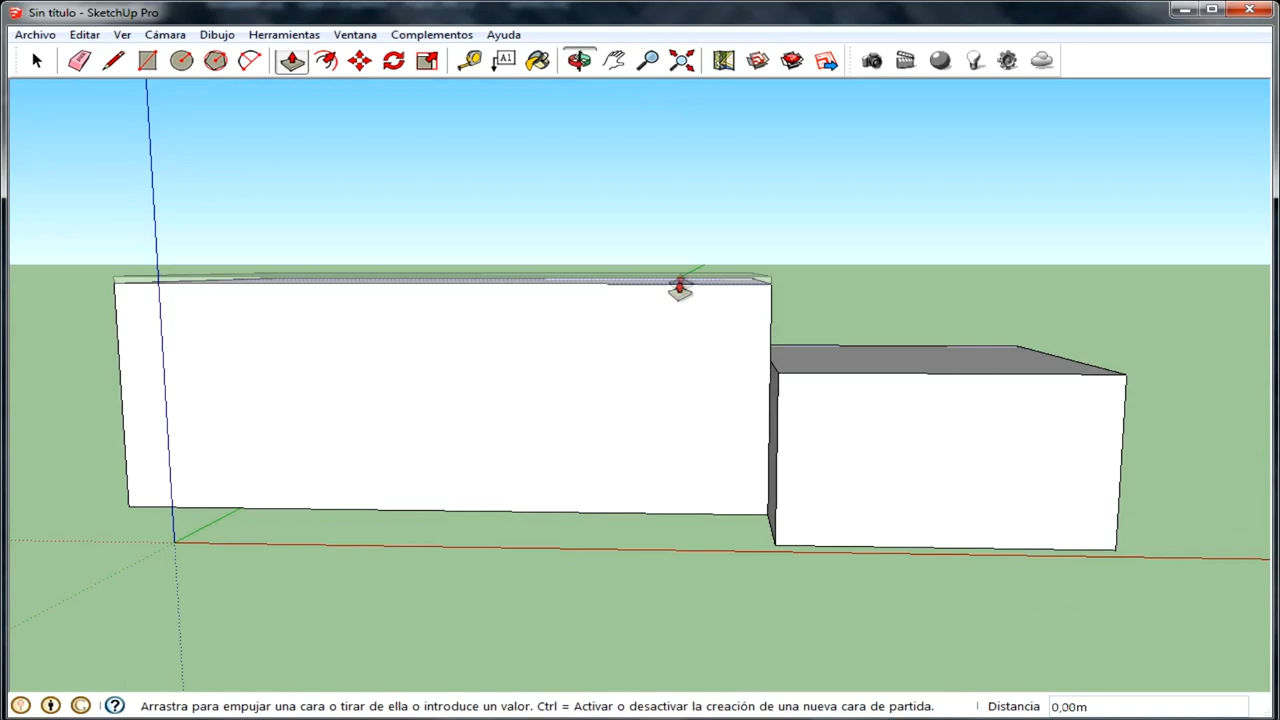 Sin título - SketchUp Pro
Archivo Editar Ver Cámara Dibujo Herramientas Ventana Complementos Ayuda
A1
Arrastra para empujar una cara o tirar de ella o introduce un valor. Ctrl = Activar o desactivar la creación de una nueva cara de partida. Distancia 0,00m